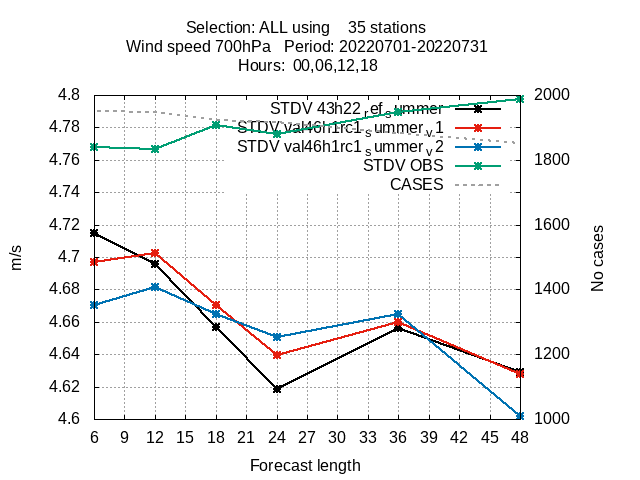 Selection: ALL using 35 stations
Wind speed 700hPa Period: 20220701-20220731
Hours: 00,06,12,18
4.8
4.78
4.76
4.74
4.72
4.7
4.68
4.66
4.64
4.62
4.6
m/s
STDV 43h22_ref_summer
STDV val46h1rc1_summer_v1
STDV val46h1rc1_summer_v2
STDV OBS
CASES
2000
1800
1600
1400
1200
1000
No cases
6 9 12 15 18 21 24 27 30 33 36 39 42 45 48
Forecast length